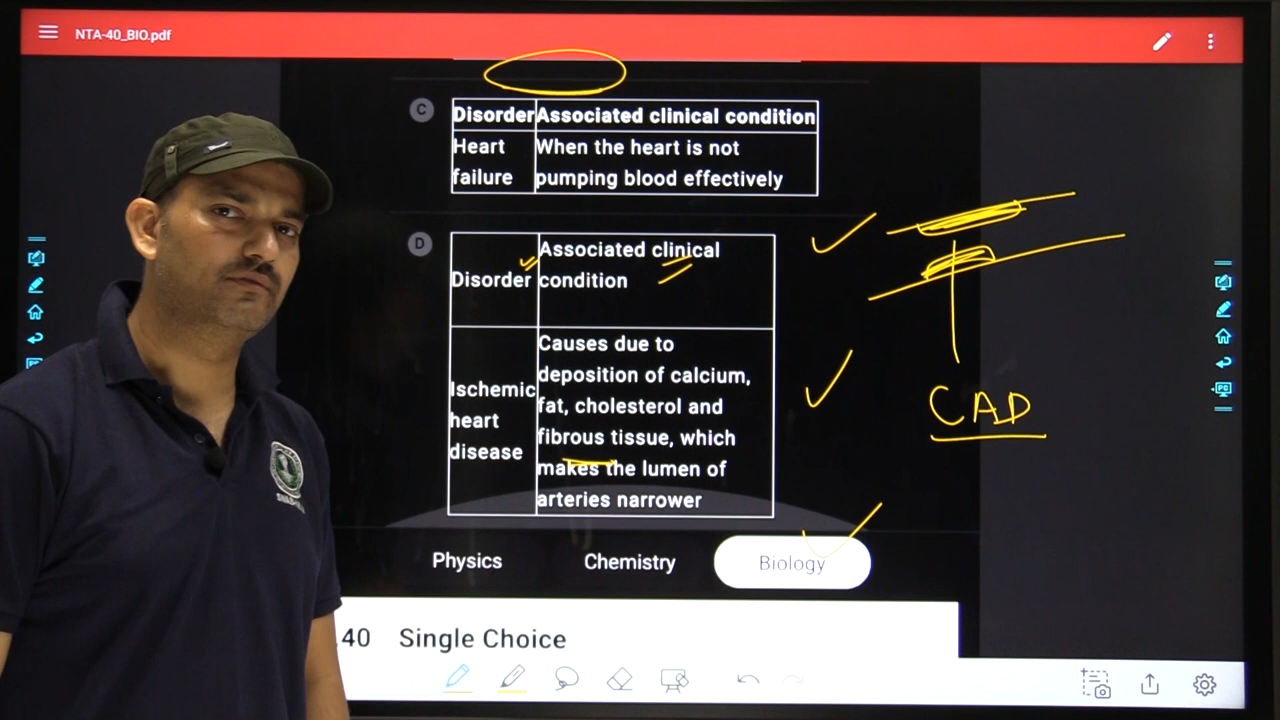 NTA-40_BIO.pdf
C
Disorder Associated clinical condition
Heart failure When the heart is not pumping blood effectively
D
Disorder Associated clinical condition
Ischemic heart disease Causes due to deposition of calcium, fat, cholesterol and fibrous tissue, which makes the lumen of arteries narrower
CAD
Physics Chemistry Biology
.40 Single Choice